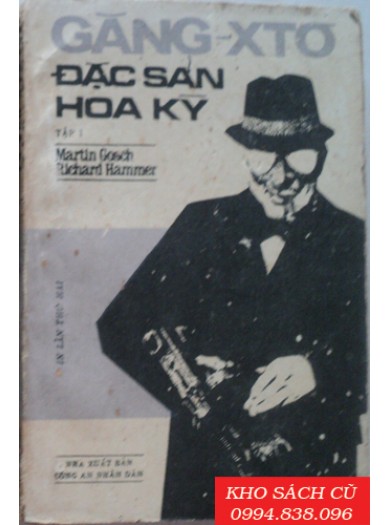 GĂNG-XTƠ
ĐẶC SẢN
HOA KỲ
TẬP I
Martin Gosch
Richard Hammer
IN LẦN THỨ HAI
NHÀ XUẤT BẢN
CÔNG AN NHÂN DÂN
KHO SÁCH CŨ
0994.838.096